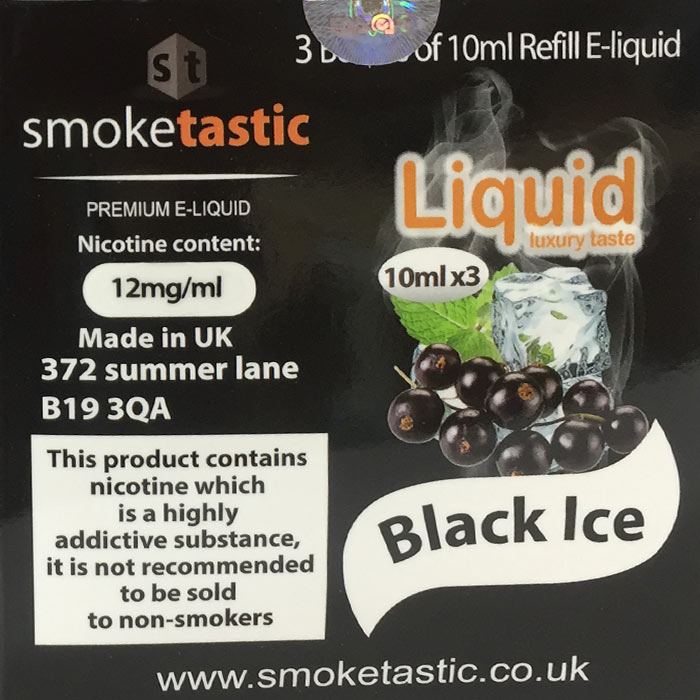 st
smoketastic
PREMIUM E-LIQUID
Nicotine content:
12mg/ml
Made in UK
372 summer lane
B19 3QA
This product contains
nicotine which
is a highly
addictive substance,
it is not recommended
to be sold
to non-smokers
3 of 10ml Refill E-liquid
Liquid
luxury taste
10ml x3
Black Ice
www.smoketastic.co.uk